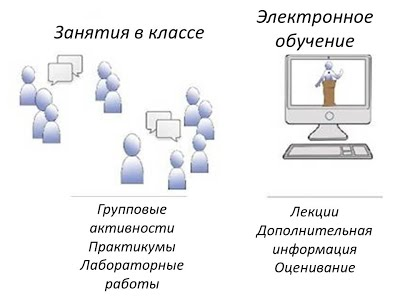 Занятия в классе
Электронное
обучение
Групповые
активности
Практикумы
Лабораторные
работы
Лекции
Дополнительная
информация
Оценивание